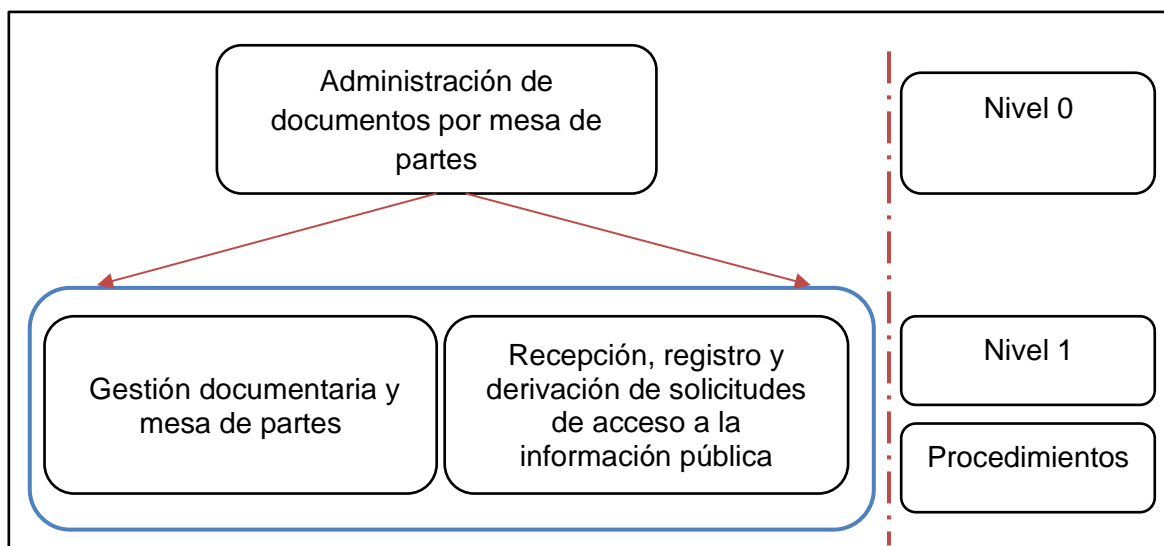 Administración de
documentos por mesa de
partes
Nivel 0
Gestión documentaria y
mesa de partes
Recepción, registro y
derivación de solicitudes
de acceso a la
información pública
Nivel 1
Procedimientos